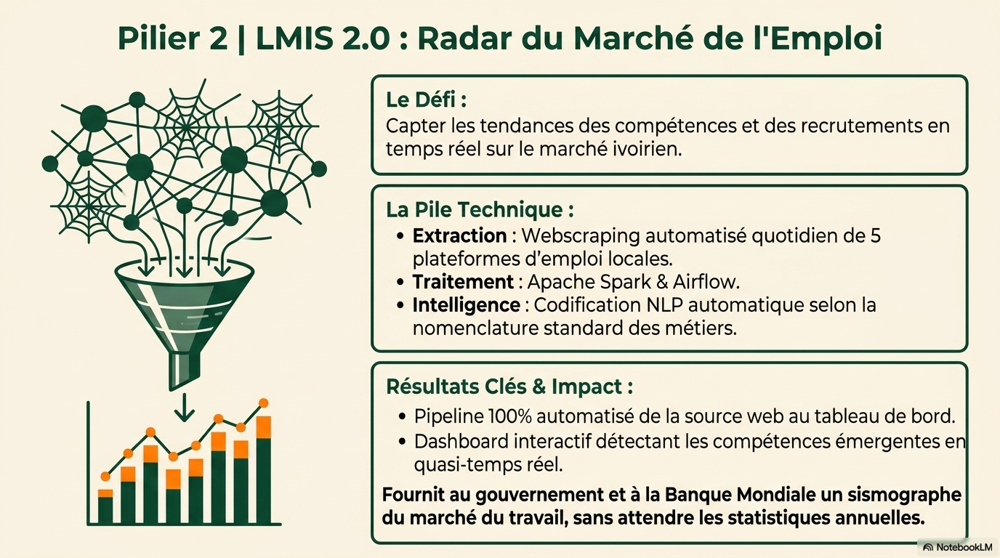 Pilier 2 | LMIS 2.0 : Radar du Marché de l'Emploi
Le Défi :
Capter les tendances des compétences et des recrutements en
temps réel sur le marché ivoirien.
La Pile Technique :
• Extraction : Webscraping automatisé quotidien de 5
plateformes d’emploi locales.
• Traitement : Apache Spark & Airflow.
• Intelligence : Codification NLP automatique selon la
nomenclature standard des métiers.
Résultats Clés & Impact :
• Pipeline 100% automatisé de la source web au tableau de bord.
• Dashboard interactif détectant les compétences émergentes en
quasi-temps réel.
Fournit au gouvernement et à la Banque Mondiale un sismographe
du marché du travail, sans attendre les statistiques annuelles.
NotebookLM